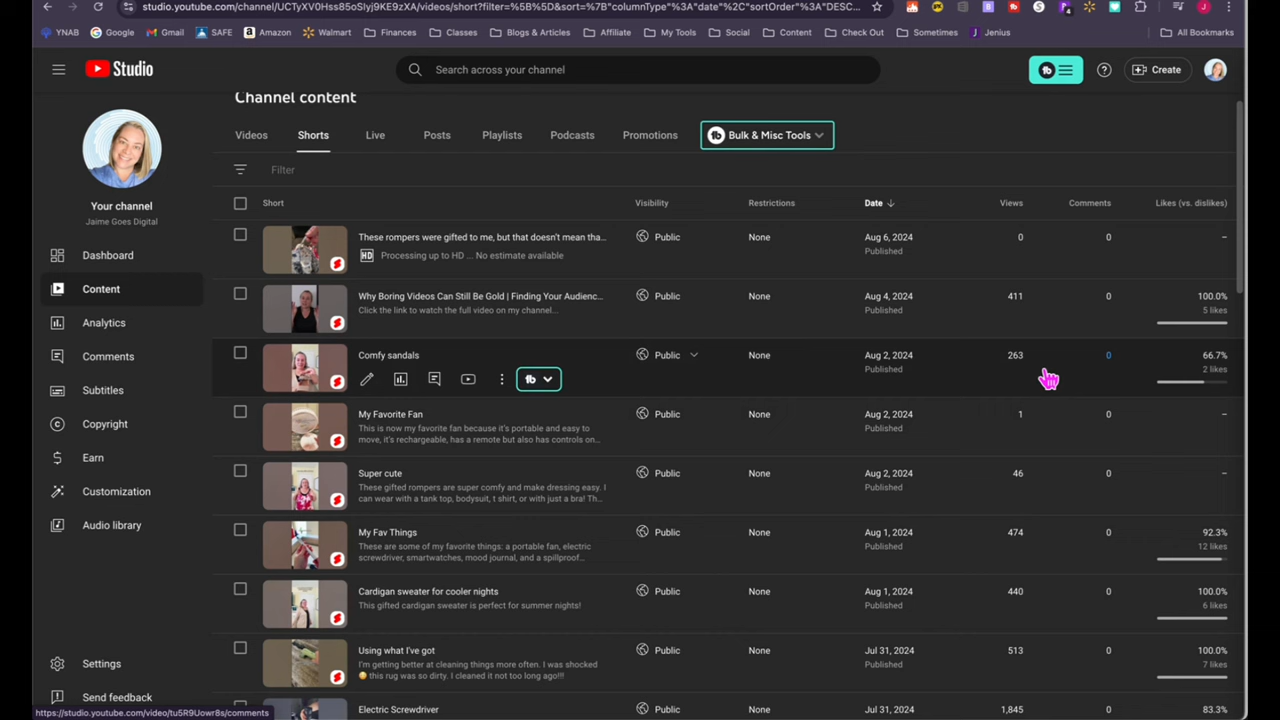 studio.youtube.com/channel/UCTyXV0Hss85oSlyj9KE9zXA/videos/short?filter=%5B%5D&sort=%7B"columnType"%3A"date"%2C"sortOrder"%3A"DESC...
YNAB Google Gmail SAFE Amazon Walmart Finances Classes Blogs & Articles Affiliate My Tools Social Content Check Out Sometimes Jenius All Bookmarks
Studio Search across your channel Create
Channel content
Videos Shorts Live Posts Playlists Podcasts Promotions Bulk & Misc Tools
Filter
Your channel
Jaime Goes Digital
Dashboard
Content
Analytics
Comments
Subtitles
Copyright
Earn
Customization
Audio library
Settings
Send feedback
Short Visibility Restrictions Date Views Comments Likes (vs. dislikes)
These rompers were gifted to me, but that doesn't mean tha... Public None Aug 6, 2024 0 0 –
HD Processing up to HD ... No estimate available Published
Why Boring Videos Can Still Be Gold | Finding Your Audienc... Public None Aug 4, 2024 411 0 100.0%
Click the link to watch the full video on my channel... Published 5 likes
Comfy sandals Public None Aug 2, 2024 263 0 66.7%
Published 2 likes
My Favorite Fan Public None Aug 2, 2024 1 0 –
This is now my favorite fan because it's portable and easy to Published
move, it's rechargeable, has a remote but also has controls on...
Super cute Public None Aug 2, 2024 46 0 –
These gifted rompers are super comfy and make dressing easy. I Published
can wear with a tank top, bodysuit, t shirt, or with just a bra! Th...
My Fav Things Public None Aug 1, 2024 474 0 92.3%
These are some of my favorite things: a portable fan, electric Published 12 likes
screwdriver, smartwatches, mood journal, and a spillproof...
Cardigan sweater for cooler nights Public None Aug 1, 2024 440 0 100.0%
This gifted cardigan sweater is perfect for summer nights! Published 6 likes
Using what I've got Public None Jul 31, 2024 513 0 100.0%
I'm getting better at cleaning things more often. I was shocked Published 7 likes
😳 this rug was so dirty. I cleaned it not too long ago!!!
Electric Screwdriver Public None Jul 31, 2024 1,845 0 83.3%
https://studio.youtube.com/video/tu5R9Uowr8s/comments